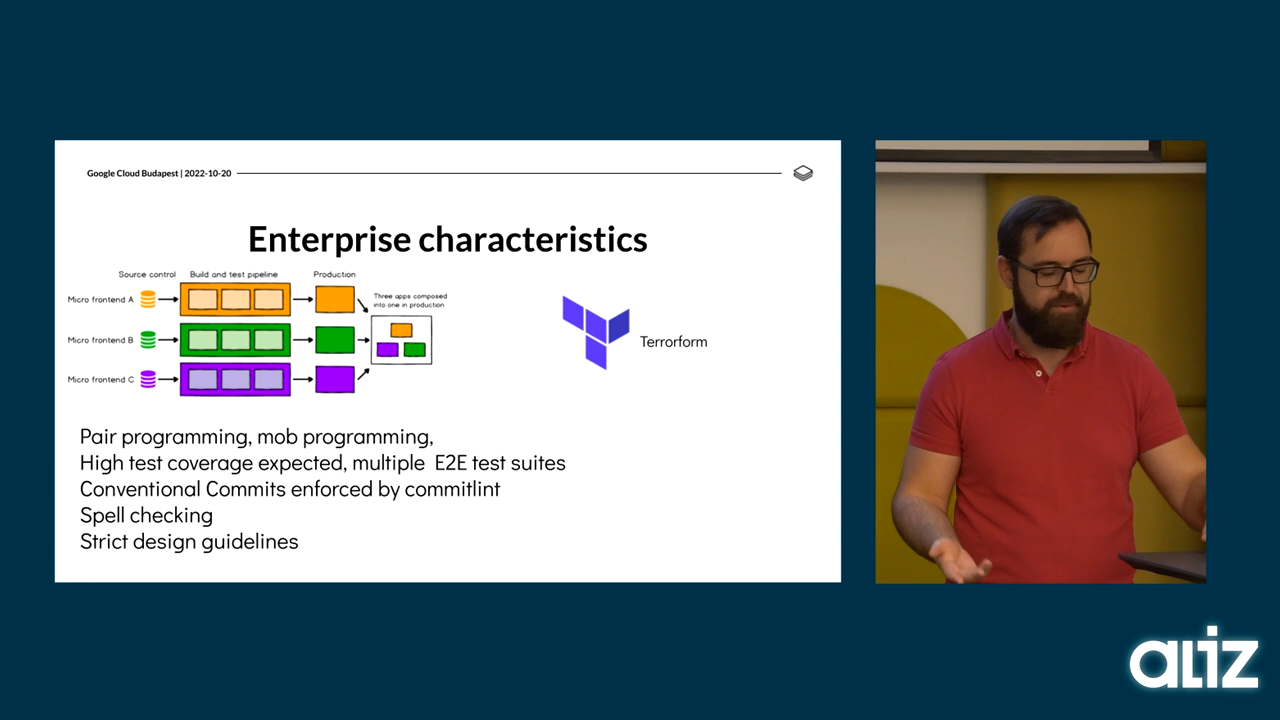 Google Cloud Budapest | 2022-10-20
Enterprise characteristics
Source control
Build and test pipeline
Production
Micro frontend A
Three apps composed
into one in production
Micro frontend B
Micro frontend C
Terrorform
Pair programming, mob programming,
High test coverage expected, multiple E2E test suites
Conventional Commits enforced by commitlint
Spell checking
Strict design guidelines
aliz